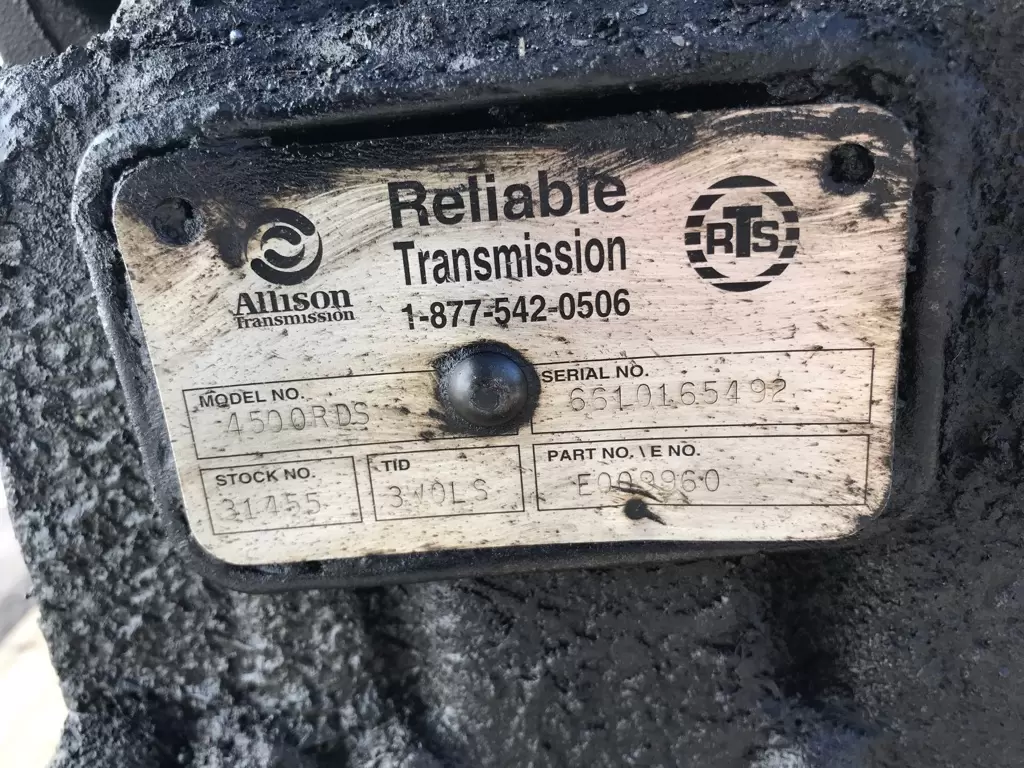 Reliable
Transmission
1-877-542-0506
Allison
Transmission
RTS
MODEL NO.
4500RDS
SERIAL NO.
6610165492
STOCK NO.
31455
TID
3VOLS
PART NO. \ E NO.
E008960